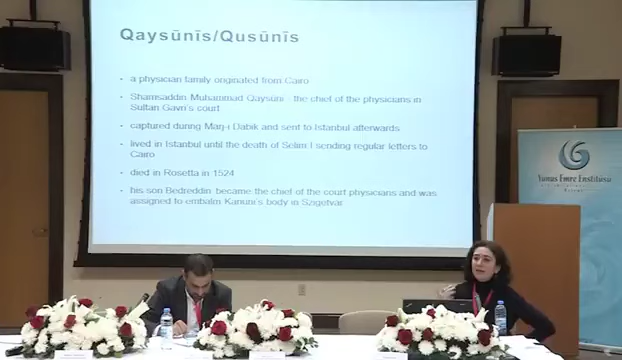 Qaysūnīs/Qusūnīs
- a physician family originated from Cairo
- Shamsaddin Muhammad Qaysūnī - the chief of the physicians in
Sultan Gavri's court
- captured during Marj-i Dabik and sent to Istanbul afterwards
- lived in Istanbul until the death of Selim I sending regular letters to
Cairo
- died in Rosetta in 1524
- his son Bedreddin became the chief of the court physicians and was
assigned to embalm Kanuni's body in Szigetvar
Yunus Emre Enstitüsü